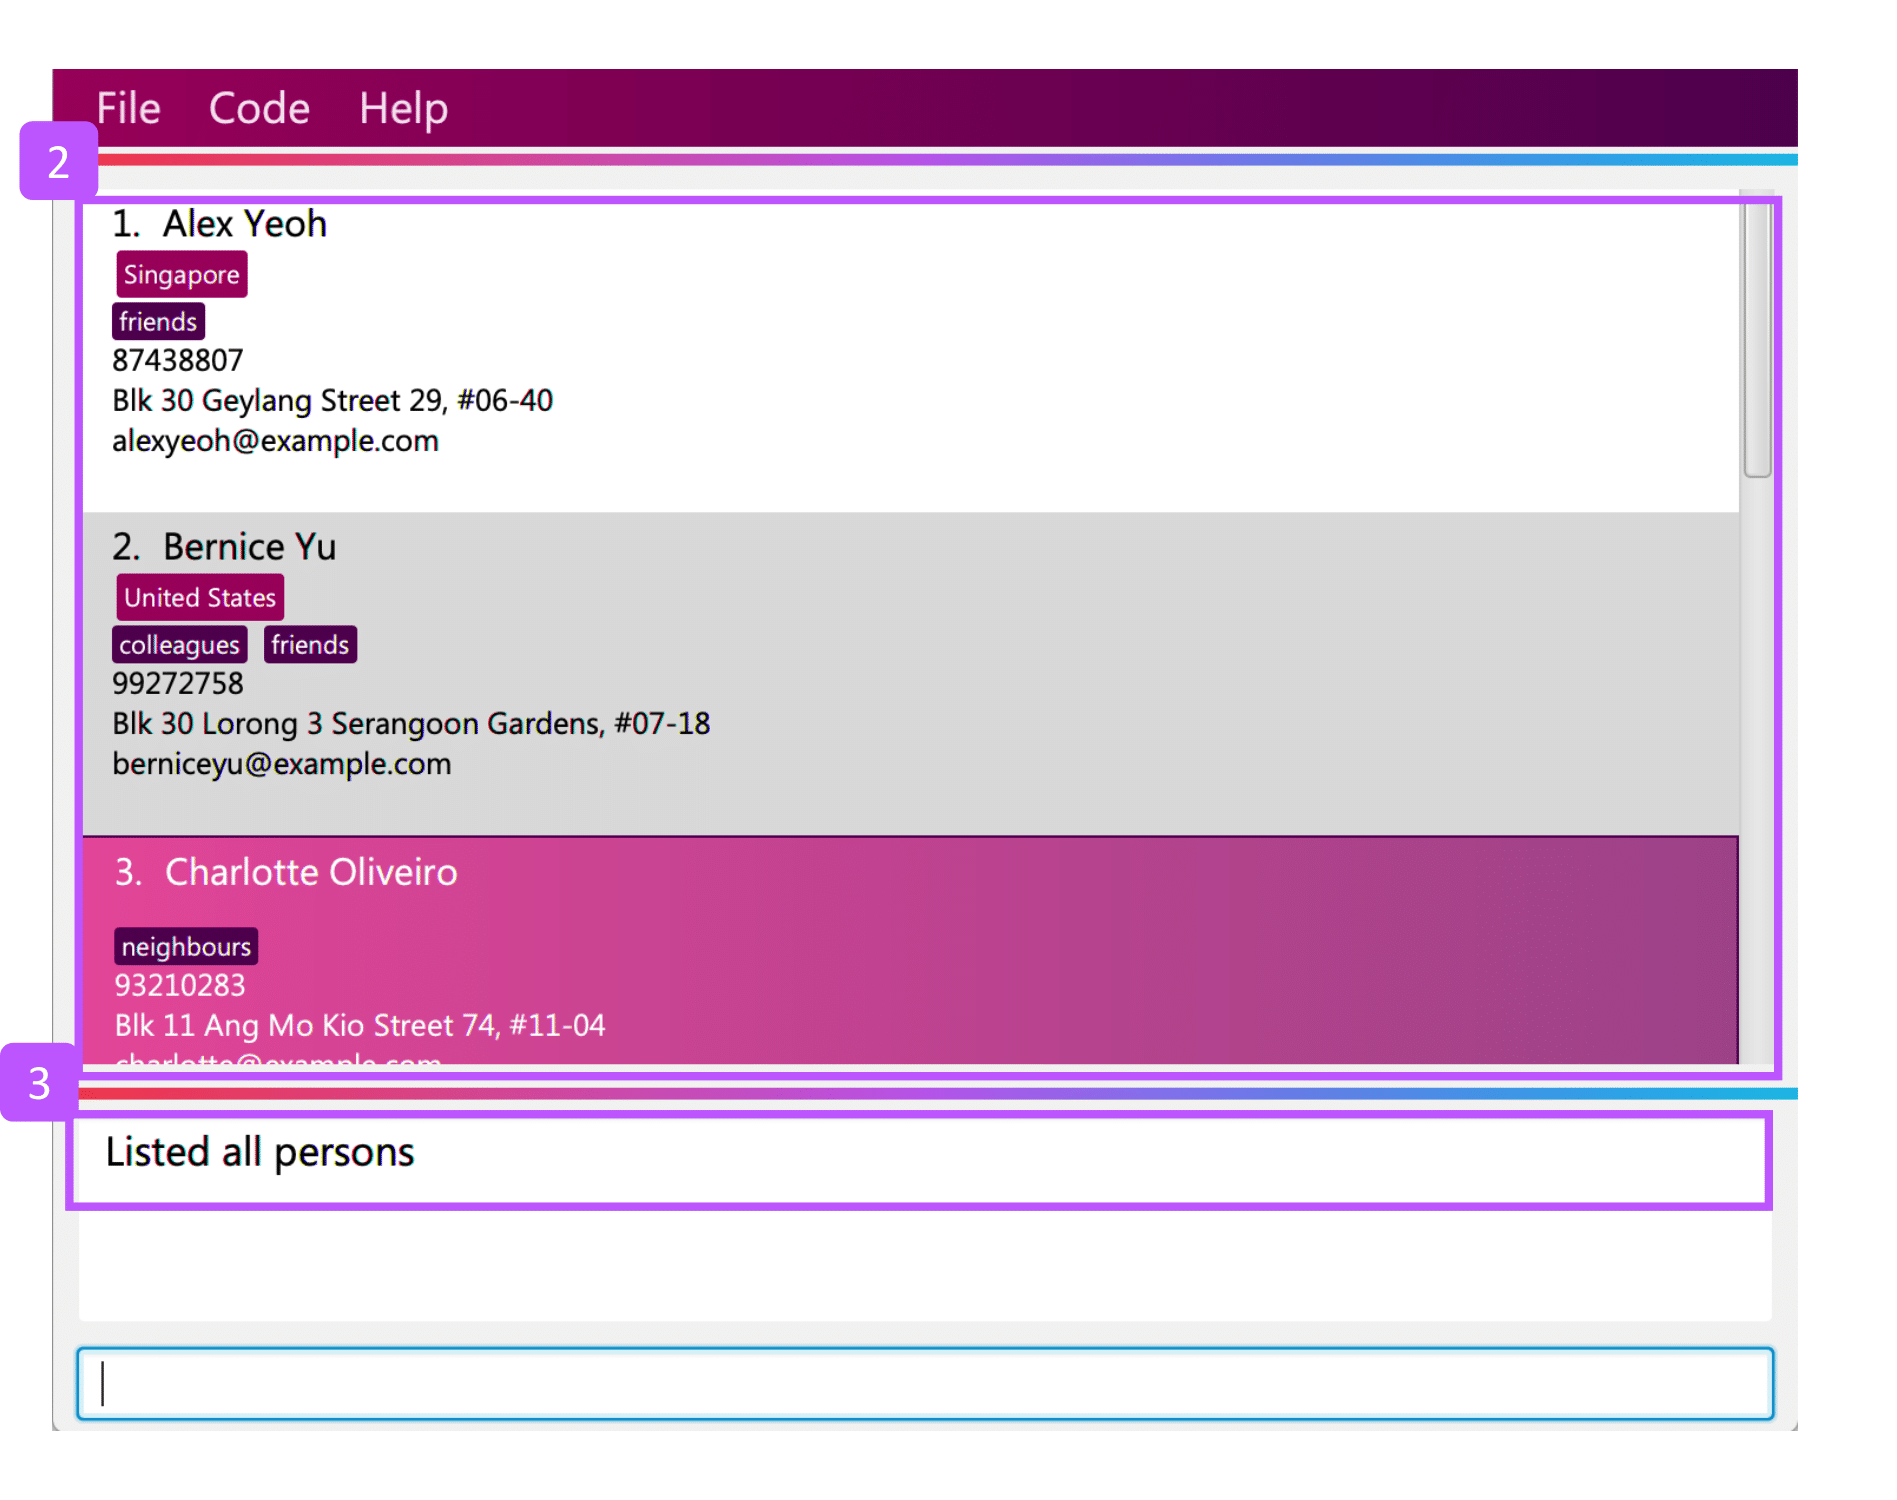 File Code Help
2
1. Alex Yeoh
Singapore
friends
87438807
Blk 30 Geylang Street 29, #06-40
alexyeoh@example.com
2. Bernice Yu
United States
colleagues friends
99272758
Blk 30 Lorong 3 Serangoon Gardens, #07-18
berniceyu@example.com
3. Charlotte Oliveiro
neighbours
93210283
Blk 11 Ang Mo Kio Street 74, #11-04
charlotte@example.com
3
Listed all persons